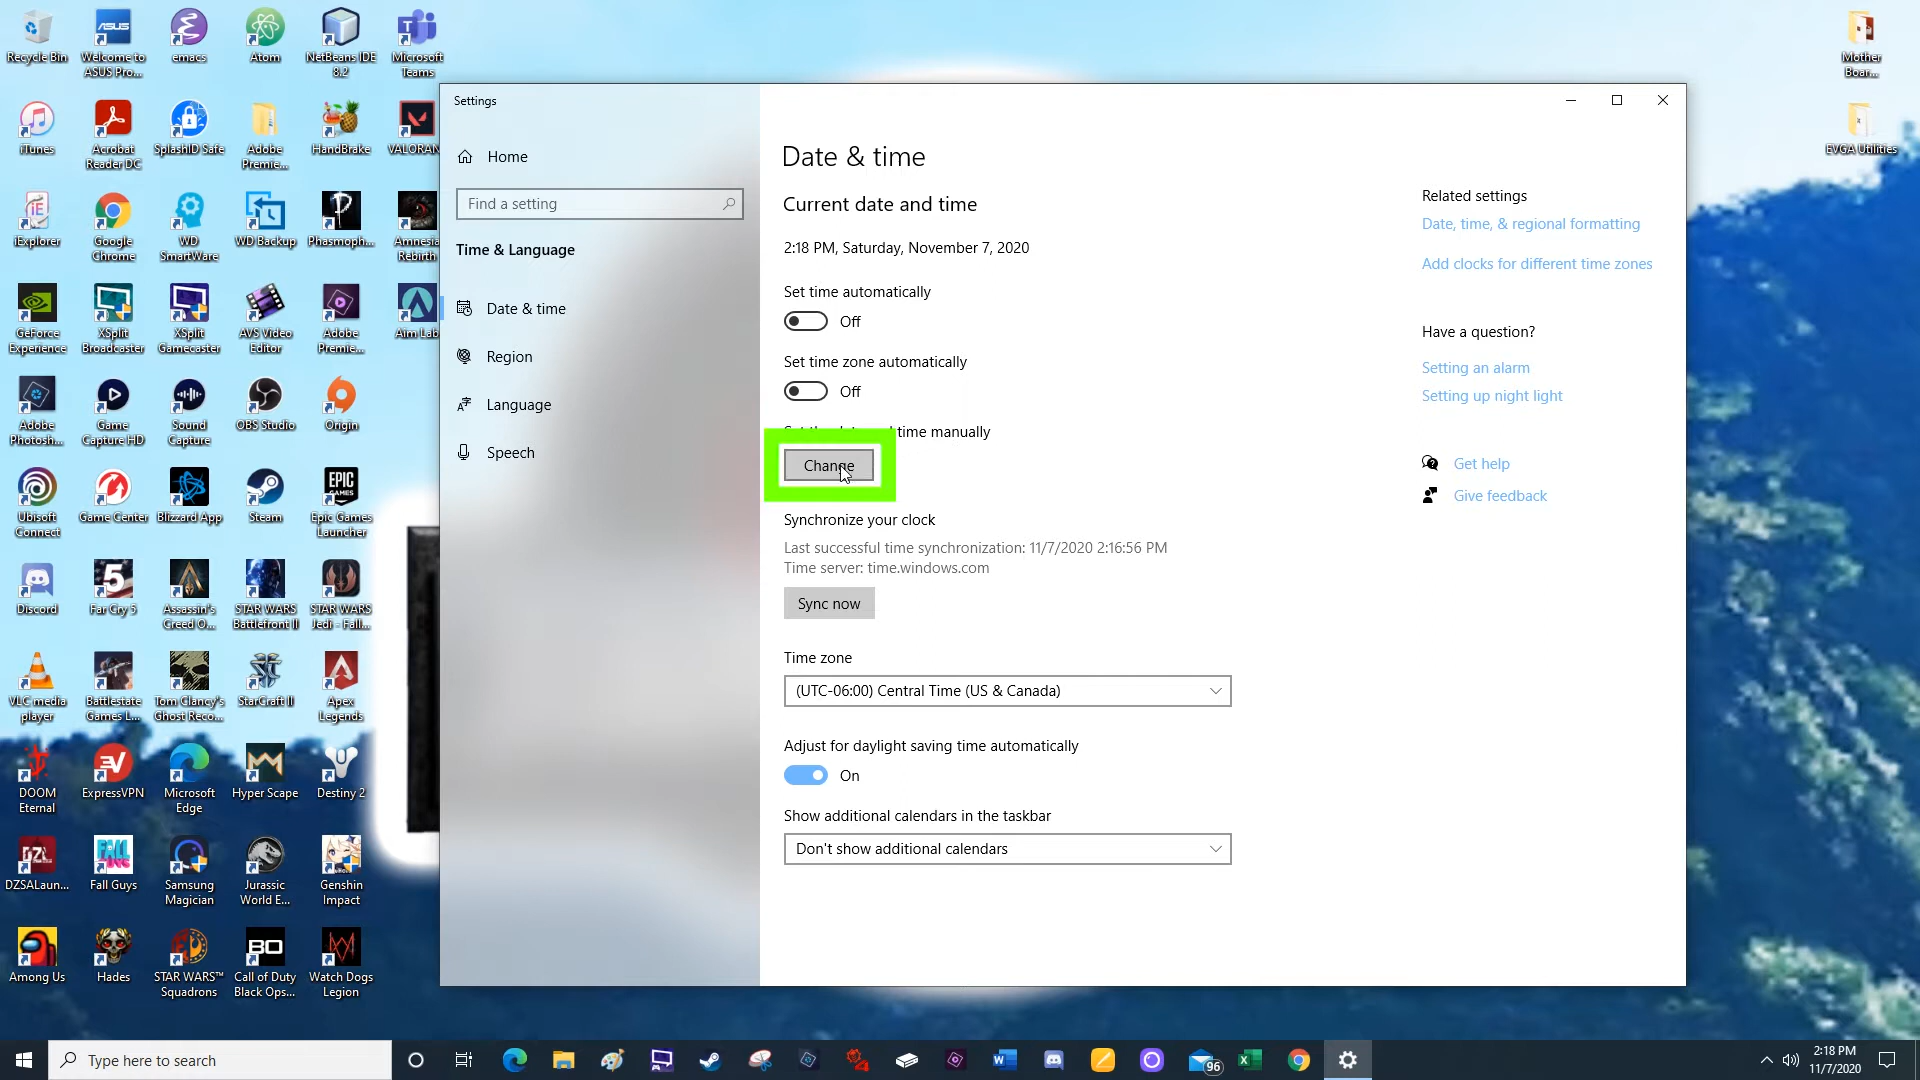 Recycle Bin
Welcome to
ASUS Pro...
emacs
Atom
NetBeans IDE
8.2
Microsoft
Teams
iTunes
Acrobat
Reader DC
SplashID Safe
Adobe
Premie...
HandBrake
VALORAN
iExplorer
Google
Chrome
WD
SmartWare
WD Backup
Phasmoph...
Amnesia
Rebirth
GeForce
Experience
XSplit
Broadcaster
XSplit
Gamecaster
AVS Video
Editor
Adobe
Premie...
Aim Lab
Adobe
Photosh...
Game
Capture HD
Sound
Capture
OBS Studio
Origin
Ubisoft
Connect
Game Center
Blizzard App
Steam
Epic Games
Launcher
Discord
Far Cry 5
Assassin's
Creed O...
STAR WARS
Battlefront II
STAR WARS
Jedi - Fall...
VLC media
player
Battlestate
Games L...
Tom Clancy's
Ghost Reco...
StarCraft II
Apex
Legends
DOOM
Eternal
ExpressVPN
Microsoft
Edge
Hyper Scape
Destiny 2
DZSALaun...
Fall Guys
Samsung
Magician
Jurassic
World E...
Genshin
Impact
Among Us
Hades
STAR WARS™
Squadrons
Call of Duty
Black Ops...
Watch Dogs
Legion
Mother
Boar...
EVGA Utilities
Settings
Home
Find a setting
Time & Language
Date & time
Region
Language
Speech
Date & time
Current date and time
2:18 PM, Saturday, November 7, 2020
Set time automatically
Off
Set time zone automatically
Off
time manually
Change
Synchronize your clock
Last successful time synchronization: 11/7/2020 2:16:56 PM
Time server: time.windows.com
Sync now
Time zone
(UTC-06:00) Central Time (US & Canada)
Adjust for daylight saving time automatically
On
Show additional calendars in the taskbar
Don't show additional calendars
Related settings
Date, time, & regional formatting
Add clocks for different time zones
Have a question?
Setting an alarm
Setting up night light
Get help
Give feedback
Type here to search
96
2:18 PM
11/7/2020